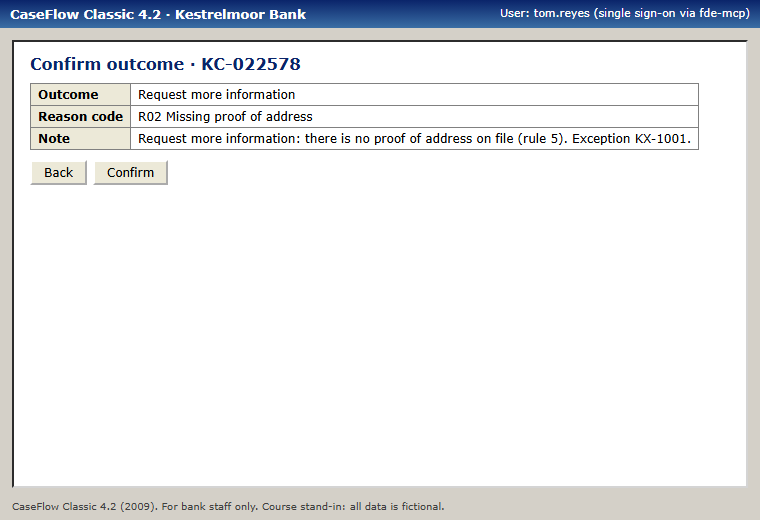 CaseFlow Classic 4.2 · Kestrelmoor Bank
User: tom.reyes (single sign-on via fde-mcp)
Confirm outcome · KC-022578
Outcome Request more information
Reason code R02 Missing proof of address
Note Request more information: there is no proof of address on file (rule 5). Exception KX-1001.
Back Confirm
CaseFlow Classic 4.2 (2009). For bank staff only. Course stand-in: all data is fictional.